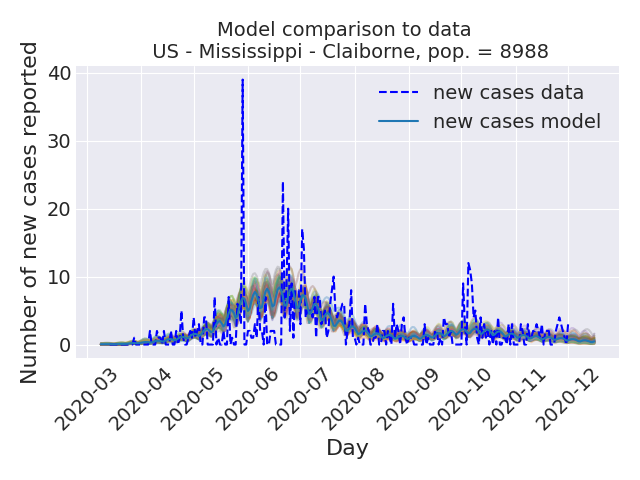 Model comparison to data
US - Mississippi - Claiborne, pop. = 8988
Number of new cases reported
40
30
20
10
0
new cases data
new cases model
2020-03
2020-04
2020-05
2020-06
2020-07
2020-08
2020-09
2020-10
2020-11
2020-12
Day